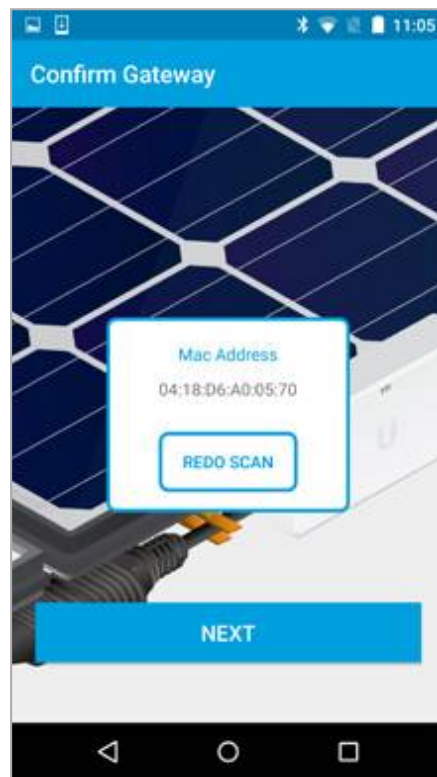 11:05
Confirm Gateway
Mac Address
04:18:D6:A0:05:70
REDO SCAN
NEXT